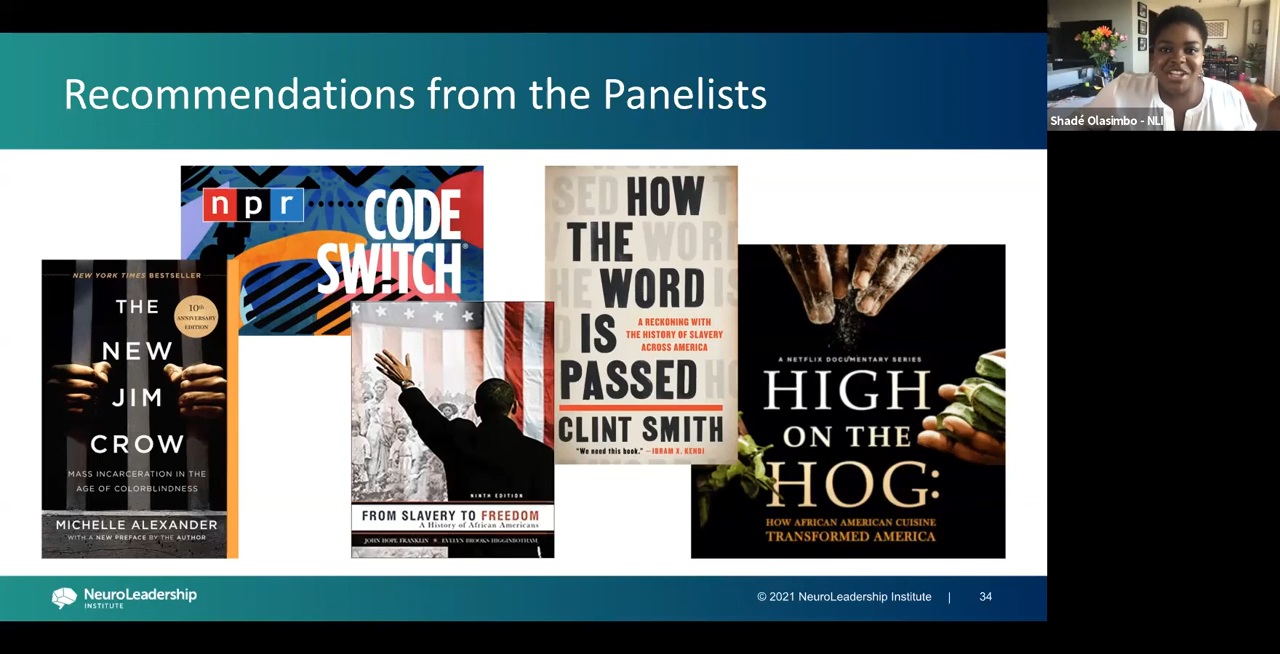 Recommendations from the Panelists
Shadé Olasimbo - NLI
npr
CODE
SWITCH
NEW YORK TIMES BESTSELLER
THE
NEW
JIM
CROW
10th
ANNIVERSARY
EDITION
MASS INCARCERATION IN THE
AGE OF COLORBLINDNESS
MICHELLE ALEXANDER
WITH A NEW PREFACE BY THE AUTHOR
NINTH EDITION
FROM SLAVERY TO FREEDOM
A History of African Americans
JOHN HOPE FRANKLIN * EVELYN BROOKS HIGGINBOTHAM
HOW
THE
WORD
IS
PASSED
A RECKONING WITH
THE HISTORY OF SLAVERY
ACROSS AMERICA
CLINT SMITH
"We need this book." —IBRAM X. KENDI
A NETFLIX DOCUMENTARY SERIES
HIGH
ON THE
HOG:
HOW AFRICAN AMERICAN CUISINE
TRANSFORMED AMERICA
NeuroLeadership
INSTITUTE
© 2021 NeuroLeadership Institute | 34